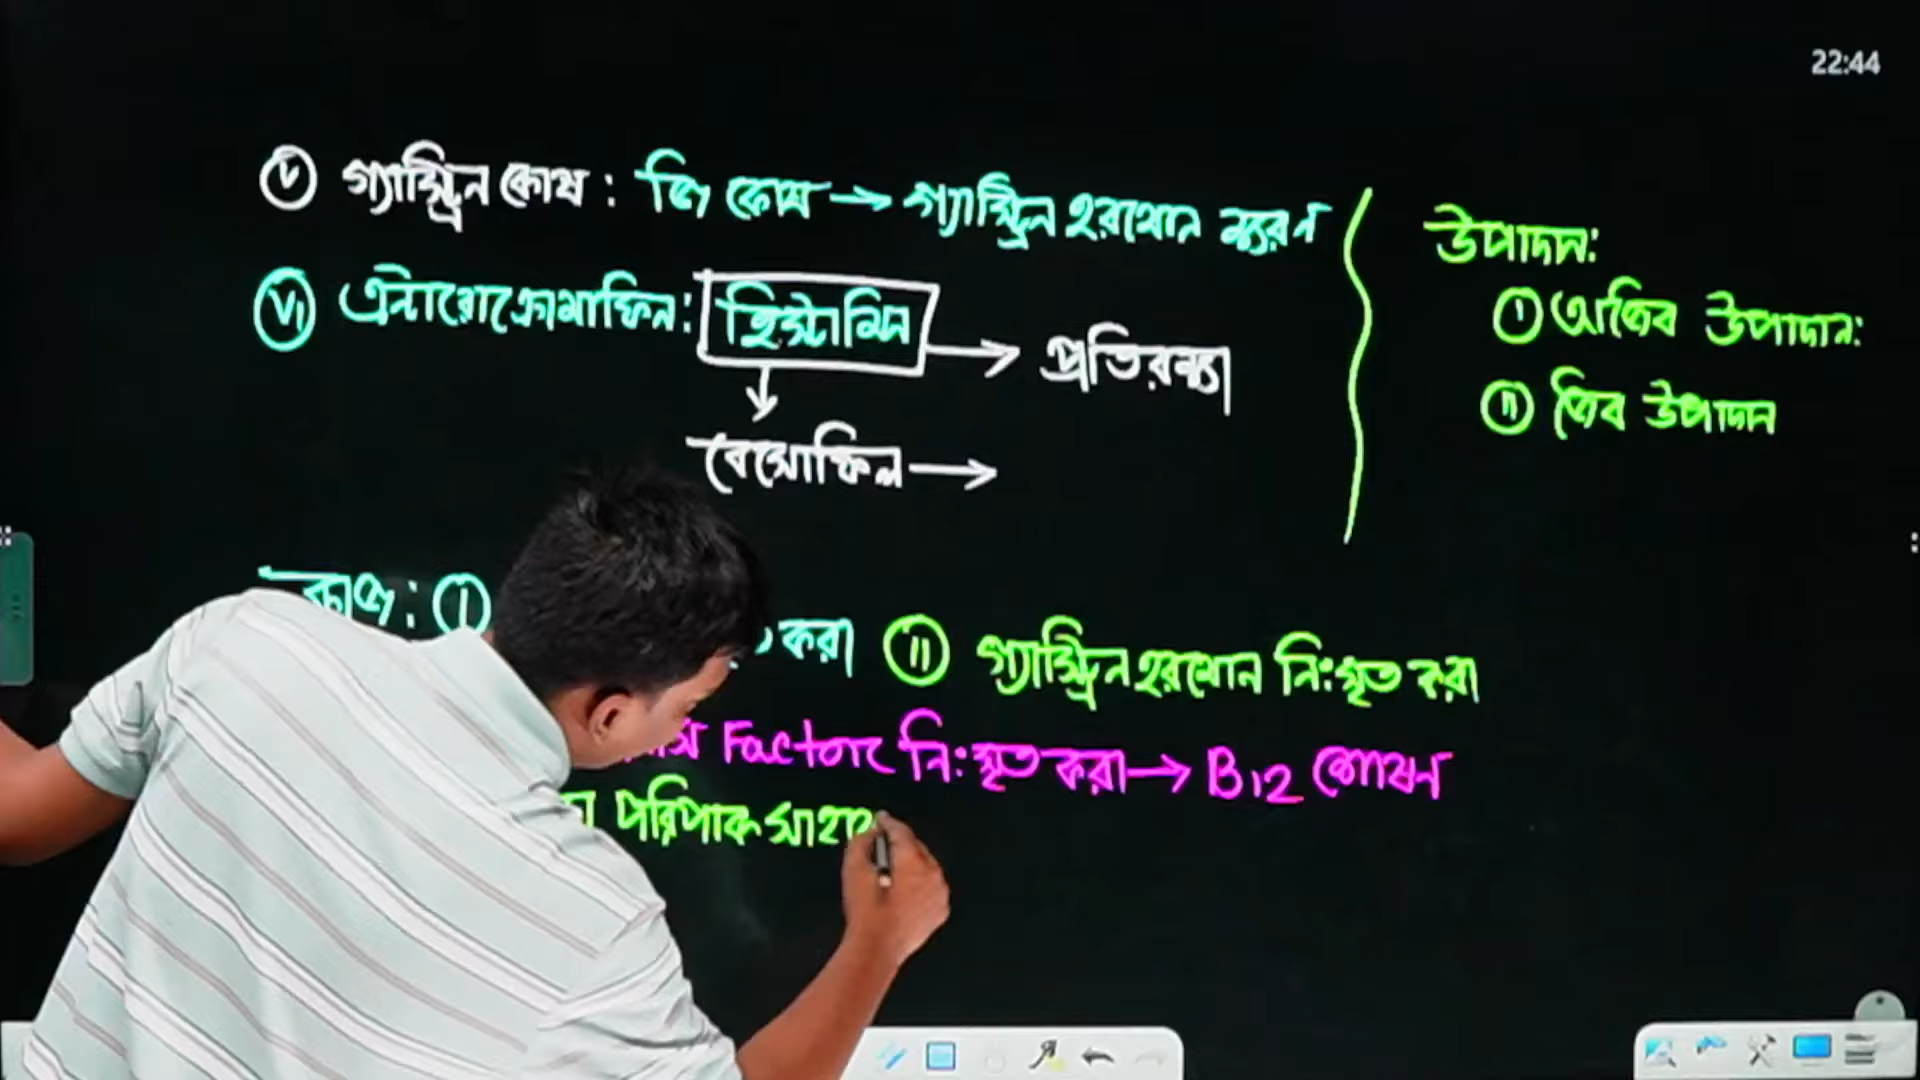 22:44
ⓥ গ্যাস্ট্রিন কোষ : জি কোষ → গ্যাস্ট্রিন হরমোন ক্ষরণ
ⓥⓘ এন্টারোক্রোমাফিন : হিস্টামিন → প্রতিরক্ষা
বেসোফিল →
উপাদান:
ⓘ অজৈব উপাদান:
ⓘⓘ জৈব উপাদান
কাজ : ⓘ করা
ⓘⓘ গ্যাস্ট্রিন হরমোন নিঃসৃত করা
Factor নিঃসৃত করা → B12 শোষণ
পরিপাক